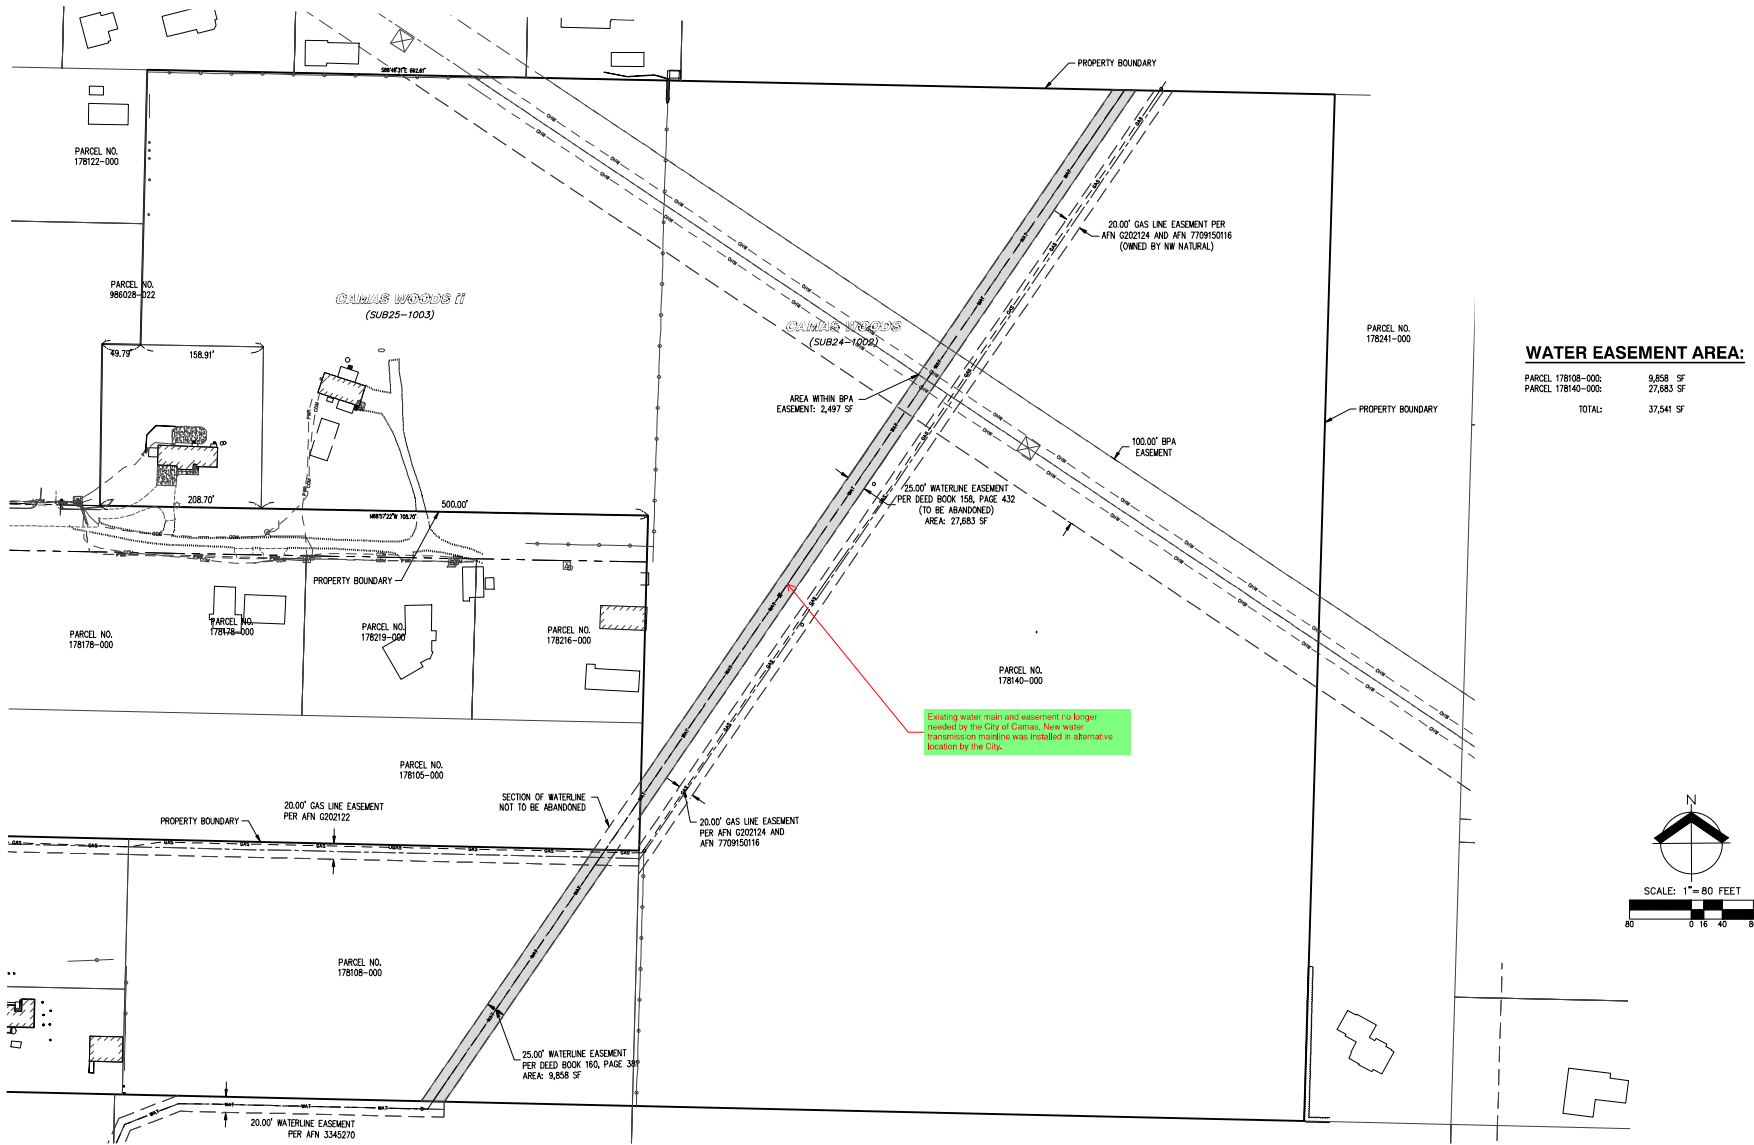 S88°48'31"E 662.61'
PROPERTY BOUNDARY
PARCEL NO.
178122-000
20.00' GAS LINE EASEMENT PER
AFN G202124 AND AFN 7709150116
(OWNED BY NW NATURAL)
PARCEL NO.
986028-022
CAMAS WOODS II
(SUB25-1003)
CAMAS WOODS
(SUB24-1002)
PARCEL NO.
178241-000
49.79'
158.91'
WATER EASEMENT AREA:
PARCEL 178108-000: 9,858 SF
PARCEL 178140-000: 27,683 SF
TOTAL: 37,541 SF
AREA WITHIN BPA
EASEMENT: 2,497 SF
PROPERTY BOUNDARY
100.00' BPA
EASEMENT
25.00' WATERLINE EASEMENT
PER DEED BOOK 158, PAGE 432
(TO BE ABANDONED)
AREA: 27,683 SF
208.70'
500.00'
N88°57'22"W 708.70'
PROPERTY BOUNDARY
PARCEL NO.
178178-000
PARCEL NO.
178178-000
PARCEL NO.
178219-000
PARCEL NO.
178216-000
PARCEL NO.
178140-000
Existing water main and easement no longer
needed by the City of Camas. New water
transmission mainline was installed in alternative
location by the City.
PARCEL NO.
178105-000
SECTION OF WATERLINE
NOT TO BE ABANDONED
20.00' GAS LINE EASEMENT
PER AFN G202122
PROPERTY BOUNDARY
20.00' GAS LINE EASEMENT
PER AFN G202124 AND
AFN 7709150116
N
SCALE: 1"=80 FEET
80 0 16 40
PARCEL NO.
178108-000
25.00' WATERLINE EASEMENT
PER DEED BOOK 160, PAGE
AREA: 9,858 SF
20.00' WATERLINE EASEMENT
PER AFN 3345270